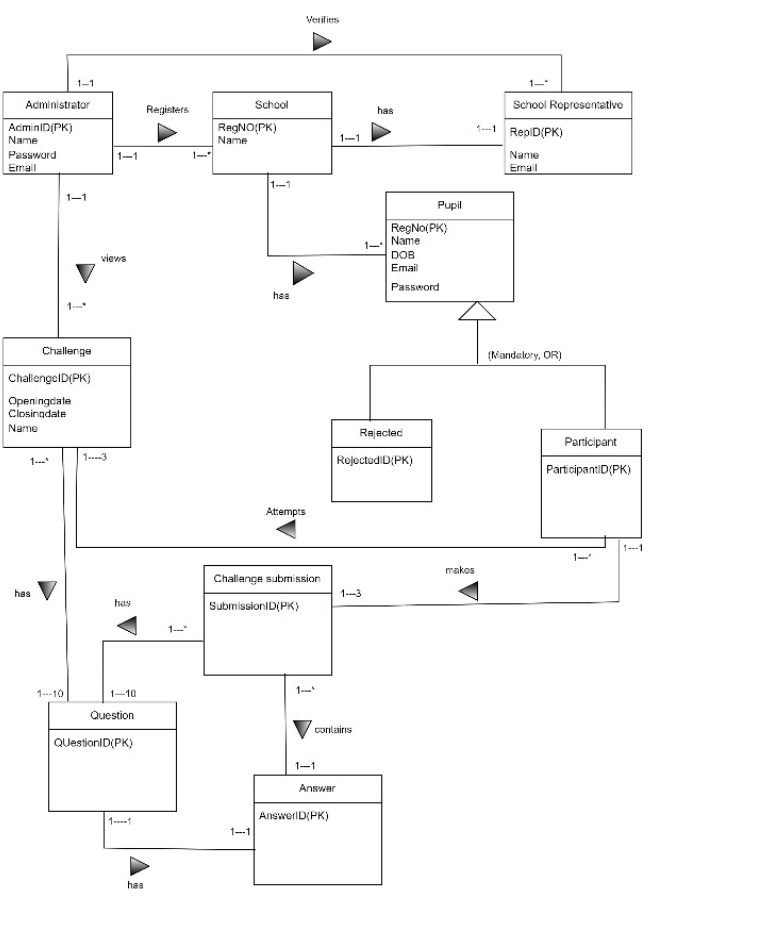 Verifies
1--1
1---*
Administrator
AdminID(PK)
Name
Password
Email
Registers
1---1
1---*
School
RegNO(PK)
Name
has
1---1
1---1
School Representative
RepID(PK)
Name
Email
1---1
views
1---*
1---1
has
1---*
Pupil
RegNo(PK)
Name
DOB
Email
Password
(Mandatory, OR)
Challenge
ChallengeID(PK)
Openingdate
Closingdate
Name
Rejected
RejectedID(PK)
Participant
ParticipantID(PK)
1---*
1----3
Attempts
1---*
1---1
makes
has
has
Challenge submission
SubmissionID(PK)
1---3
1---*
1---10
1---10
1---*
contains
Question
QUestionID(PK)
1---1
Answer
AnswerID(PK)
1----1
1---1
has